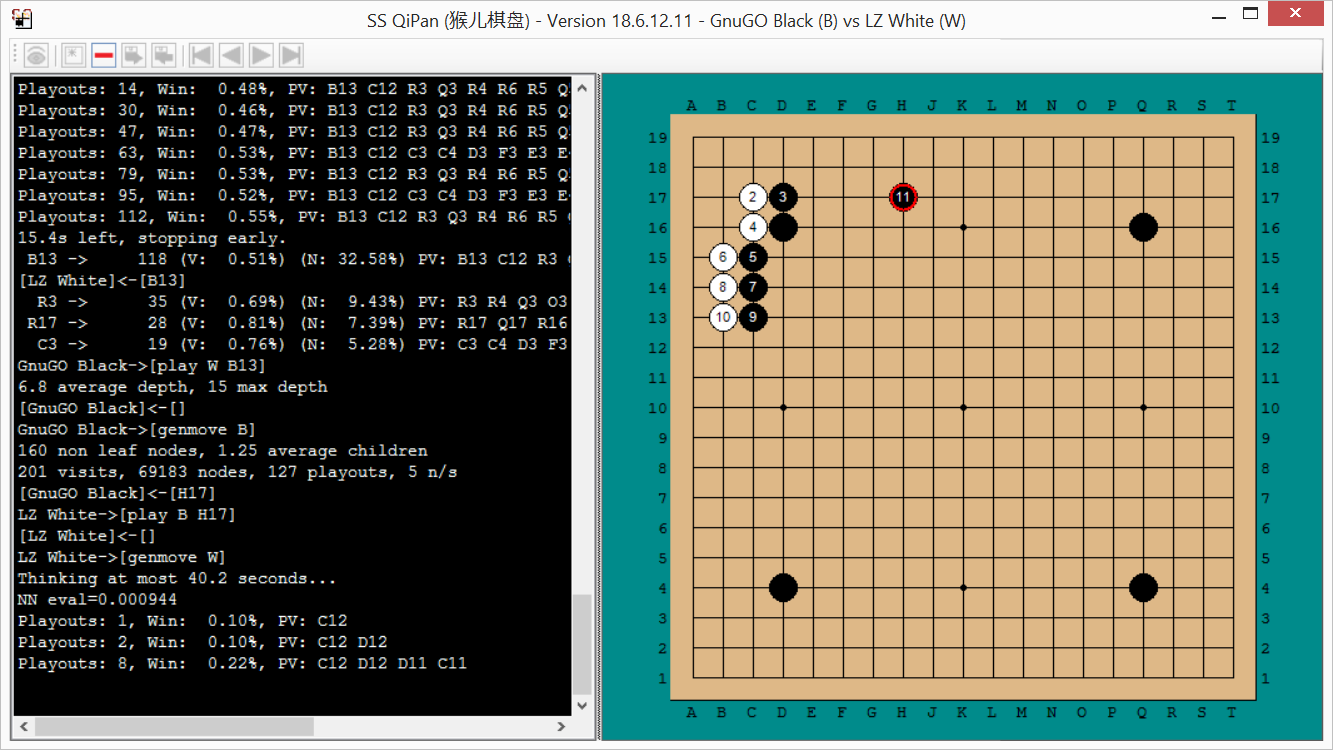 SS QiPan (猴儿棋盘) - Version 18.6.12.11 - GnuGO Black (B) vs LZ White (W)
Playouts: 14, Win:  0.48%, PV: B13 C12 R3 Q3 R4 R6 R5 Q
Playouts: 30, Win:  0.46%, PV: B13 C12 R3 Q3 R4 R6 R5 Q
Playouts: 47, Win:  0.47%, PV: B13 C12 R3 Q3 R4 R6 R5 Q
Playouts: 63, Win:  0.53%, PV: B13 C12 C3 C4 D3 F3 E3 E
Playouts: 79, Win:  0.53%, PV: B13 C12 C3 C4 D3 F3 E3 E
Playouts: 95, Win:  0.52%, PV: B13 C12 C3 C4 D3 F3 E3 E
Playouts: 112, Win:  0.55%, PV: B13 C12 R3 Q3 R4 R6 R5
15.4s left, stopping early.
B13 ->     118 (V:  0.51%) (N: 32.58%) PV: B13 C12 R3
[LZ White]<-[B13]
R3 ->      35 (V:  0.69%) (N:  9.43%) PV: R3 R4 Q3 O3
R17 ->      28 (V:  0.81%) (N:  7.39%) PV: R17 Q17 R16
C3 ->      19 (V:  0.76%) (N:  5.28%) PV: C3 C4 D3 F3
GnuGO Black->[play W B13]
6.8 average depth, 15 max depth
[GnuGO Black]<-[]
GnuGO Black->[genmove B]
160 non leaf nodes, 1.25 average children
201 visits, 69183 nodes, 127 playouts, 5 n/s
[GnuGO Black]<-[H17]
LZ White->[play B H17]
[LZ White]<-[]
LZ White->[genmove W]
Thinking at most 40.2 seconds...
NN eval=0.000944
Playouts: 1, Win:  0.10%, PV: C12
Playouts: 2, Win:  0.10%, PV: C12 D12
Playouts: 8, Win:  0.22%, PV: C12 D12 D11 C11
A B C D E F G H J K L M N O P Q R S T
19 19
18 18
17 2 3 11 17
16 4 16
15 6 5 15
14 8 7 14
13 10 9 13
12 12
11 11
10 10
9 9
8 8
7 7
6 6
5 5
4 4
3 3
2 2
1 1
A B C D E F G H J K L M N O P Q R S T